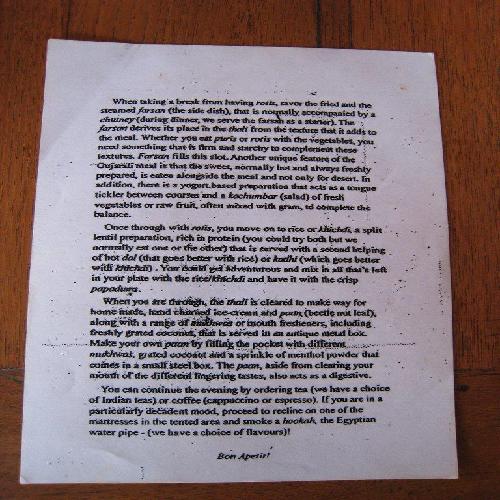 When taking a break from having rotis, savor the fried and the
steamed farsan (the side dish), that is normally accompanied by a
chutney (during dinner, we serve the farsan as a starter). The
farsan derives its place in the thali from the texture that it adds to
the meal. Whether you eat puris or rotis with the vegetables, you
need something that is firm and starchy to complement these
textures. Farsan fills this slot. Another unique feature of the
Gujarati meal is that the sweet, normally hot and always freshly
prepared, is eaten alongside the meal and not only for desert. In
addition, there is a yogurt based preparation that acts as a tongue
tickler between courses and a kachumbar (salad) of fresh
vegetables or raw fruit, often mixed with gram, to complete the
balance.
Once through with rotis, you move on to rice or khichdi, a split
lentil preparation, rich in protein (you could try both but we
normally eat one or the other) that is served with a second helping
of hot dal (that goes better with rice) or kadhi (which goes better
with khichdi) . You could get adventurous and mix in all that's left
in your plate with the rice/khichdi and have it with the crisp
papadums.
When you are through, the thali is cleared to make way for
home made, hand churned ice-cream and paan (beetle nut leaf),
along with a range of mukhwas or mouth fresheners, including
freshly grated coconut, that is served in an antique metal box.
Make your own paan by filling the pocket with different
mukhwas, grated coconut and a sprinkle of menthol powder that
comes in a small steel box. The paan, aside from clearing your
mouth of the different lingering tastes, also acts as a digestive.
You can continue the evening by ordering tea (we have a choice
of Indian teas) or coffee (cappuccino or espresso). If you are in a
particularly decadent mood, proceed to recline on one of the
mattresses in the tented area and smoke a hookah, the Egyptian
water pipe - (we have a choice of flavours)!
Bon Apetit!